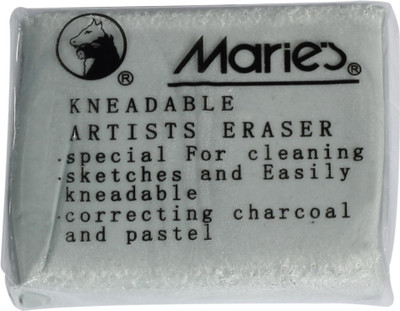 ® Marie's®
KNEADABLE
ARTISTS ERASER
·special For cleaning
·sketches and Easily
kneadable
·correcting charcoal
and pastel